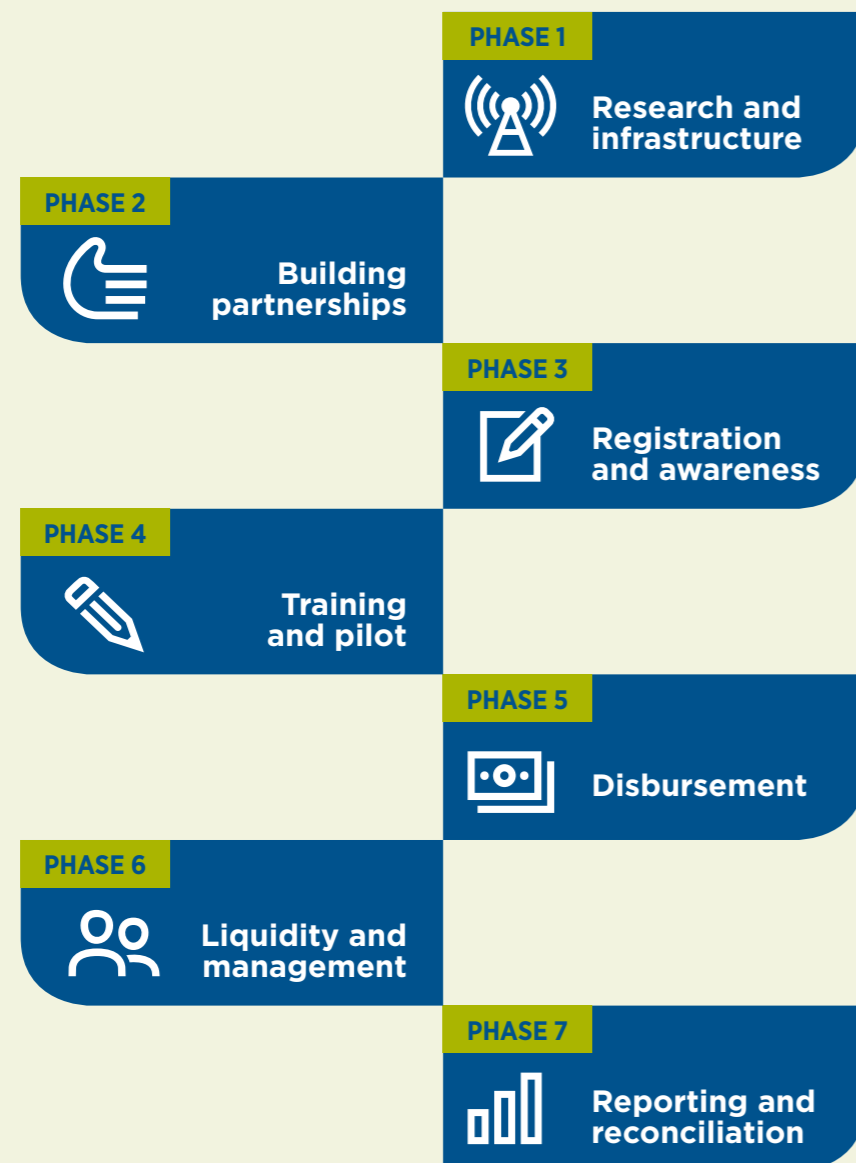 PHASE 1
Research and
infrastructure
PHASE 2
Building
partnerships
PHASE 3
Registration
and awareness
PHASE 4
Training
and pilot
PHASE 5
Disbursement
PHASE 6
Liquidity and
management
PHASE 7
Reporting and
reconciliation